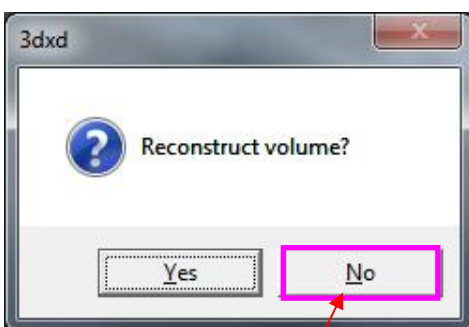 3dxd
Reconstruct volume?
Yes
No